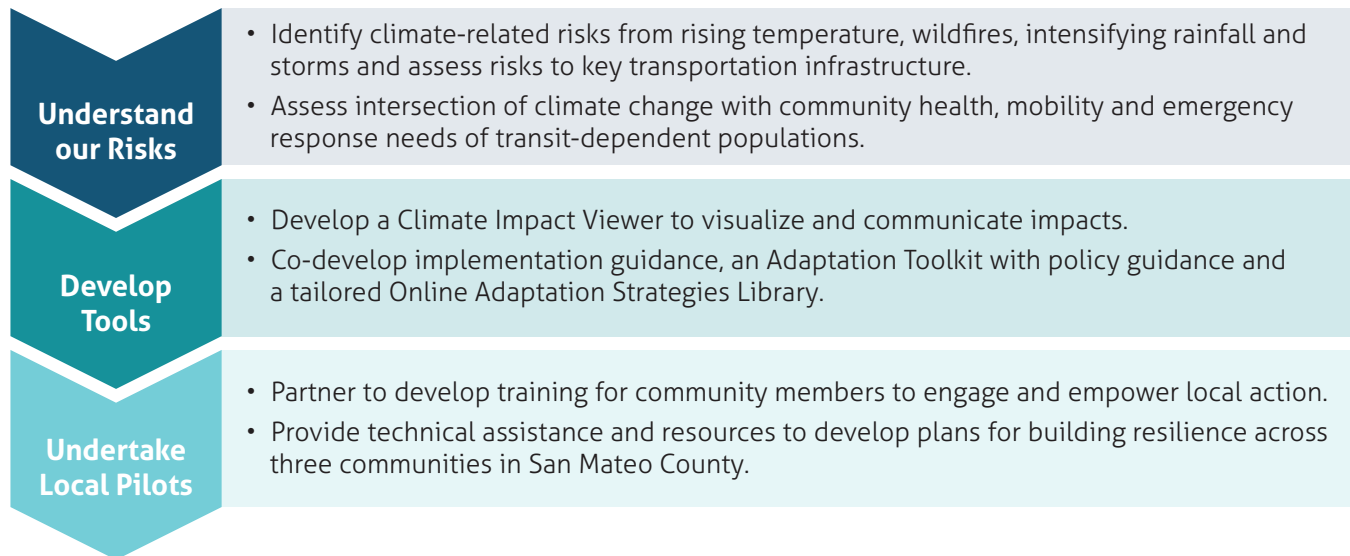 Understand
our Risks
• Identify climate-related risks from rising temperature, wildfires, intensifying rainfall and
storms and assess risks to key transportation infrastructure.
• Assess intersection of climate change with community health, mobility and emergency
response needs of transit-dependent populations.
Develop
Tools
• Develop a Climate Impact Viewer to visualize and communicate impacts.
• Co-develop implementation guidance, an Adaptation Toolkit with policy guidance and
a tailored Online Adaptation Strategies Library.
Undertake
Local Pilots
• Partner to develop training for community members to engage and empower local action.
• Provide technical assistance and resources to develop plans for building resilience across
three communities in San Mateo County.